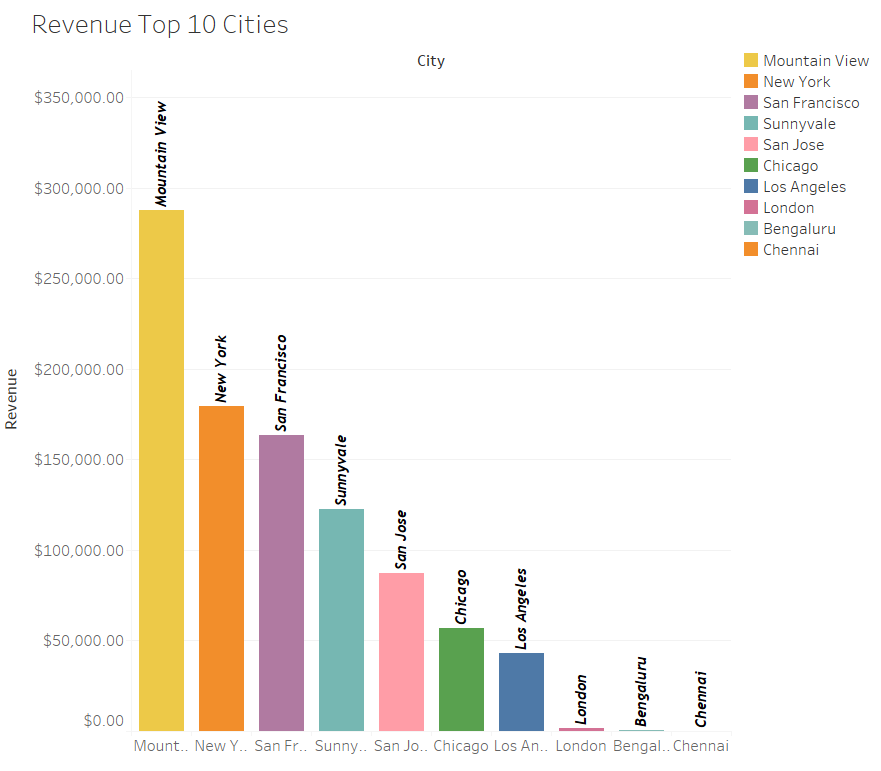 Revenue Top 10 Cities
City
Mountain View
New York
San Francisco
Sunnyvale
San Jose
Chicago
Los Angeles
London
Bengaluru
Chennai
Revenue
$350,000.00
$300,000.00
$250,000.00
$200,000.00
$150,000.00
$100,000.00
$50,000.00
$0.00
Mountain View
New York
San Francisco
Sunnyvale
San Jose
Chicago
Los Angeles
London
Bengaluru
Chennai
Mount.. New Y.. San Fr.. Sunny.. San Jo.. Chicago Los An.. London Bengal.. Chennai